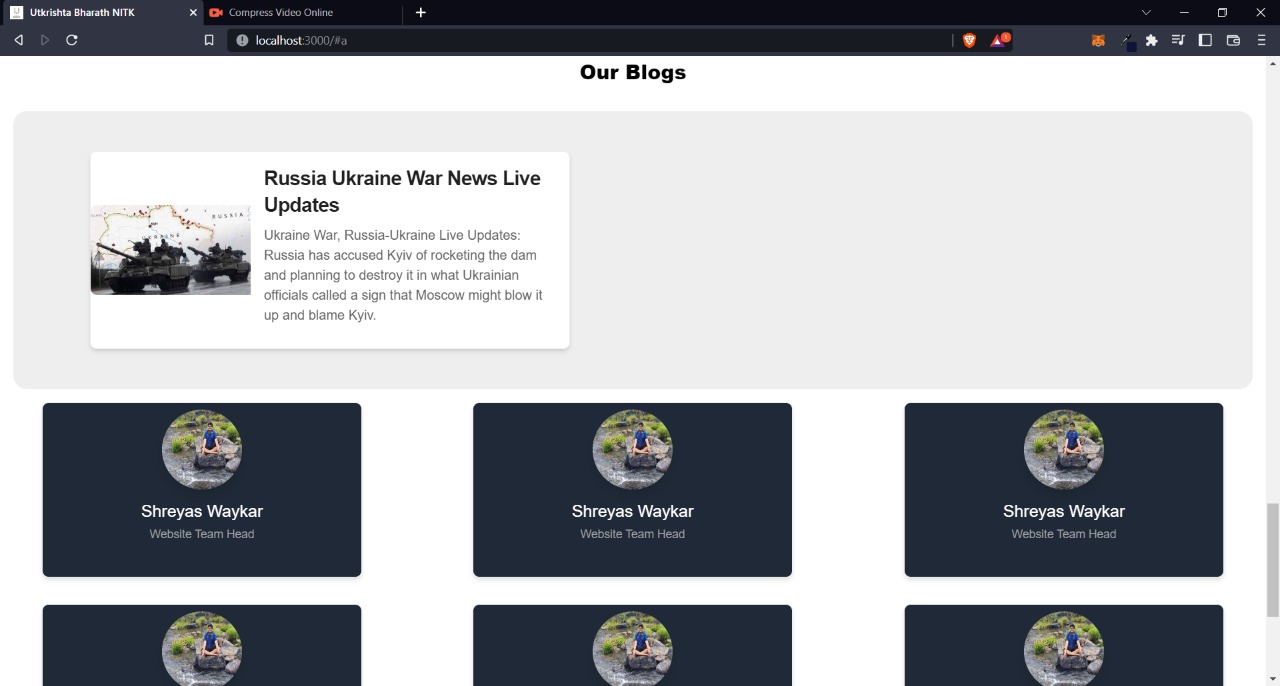 Utkrishta Bharath NITK
Compress Video Online
localhost:3000/#a
Our Blogs
RUSSIA
UKRAINE
Russia Ukraine War News Live
Updates
Ukraine War, Russia-Ukraine Live Updates:
Russia has accused Kyiv of rocketing the dam
and planning to destroy it in what Ukrainian
officials called a sign that Moscow might blow it
up and blame Kyiv.
Shreyas Waykar
Website Team Head
Shreyas Waykar
Website Team Head
Shreyas Waykar
Website Team Head